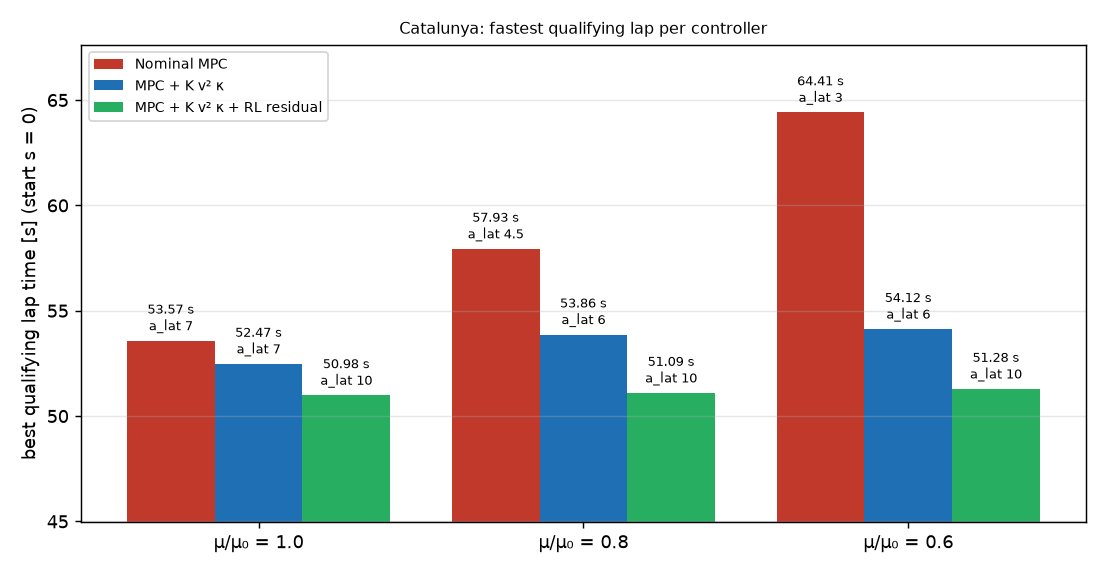 Catalunya: fastest qualifying lap per controller
Nominal MPC
MPC + K v² κ
MPC + K v² κ + RL residual
best qualifying lap time [s] (start s = 0)
65
60
55
50
45
53.57 s
a_lat 7
52.47 s
a_lat 7
50.98 s
a_lat 10
57.93 s
a_lat 4.5
53.86 s
a_lat 6
51.09 s
a_lat 10
64.41 s
a_lat 3
54.12 s
a_lat 6
51.28 s
a_lat 10
μ/μ₀ = 1.0
μ/μ₀ = 0.8
μ/μ₀ = 0.6